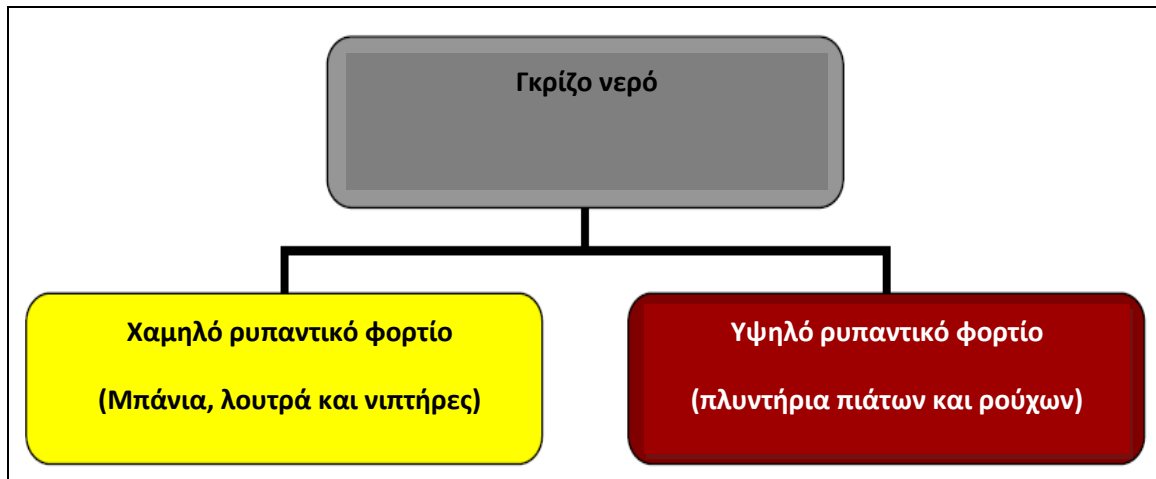 Γκρίζο νερό
Χαμηλό ρυπαντικό φορτίο
(Μπάνια, λουτρά και νιπτήρες)
Υψηλό ρυπαντικό φορτίο
(πλυντήρια πιάτων και ρούχων)